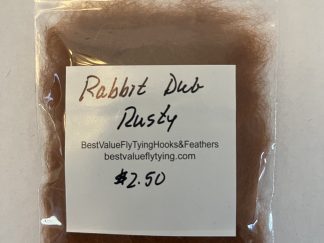 Rabbit Dub
Rusty
BestValueFlyTyingHooks&Feathers
bestvalueflytying.com
$2.50